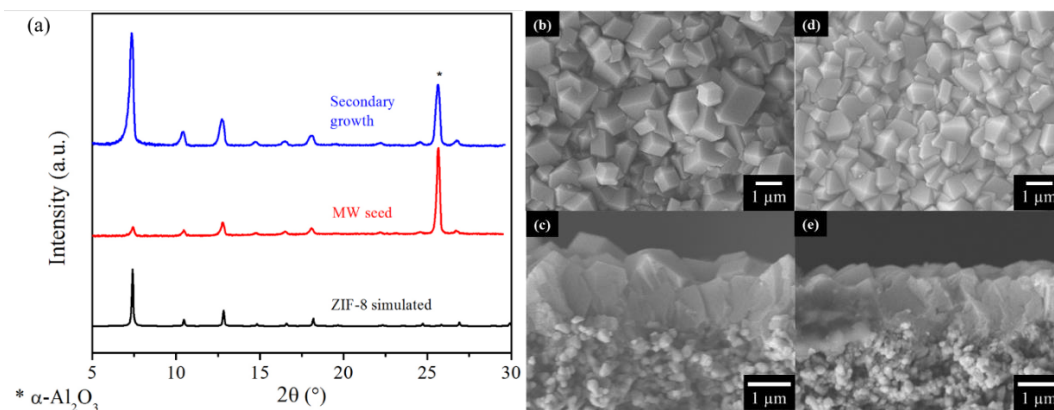 (a)
Intensity (a.u.)
Secondary
growth
*
MW seed
ZIF-8 simulated
5
10
15
20
25
30
2θ (°)
* α-Al₂O₃
(b)
1 μm
(d)
1 μm
(c)
1 μm
(e)
1 μm